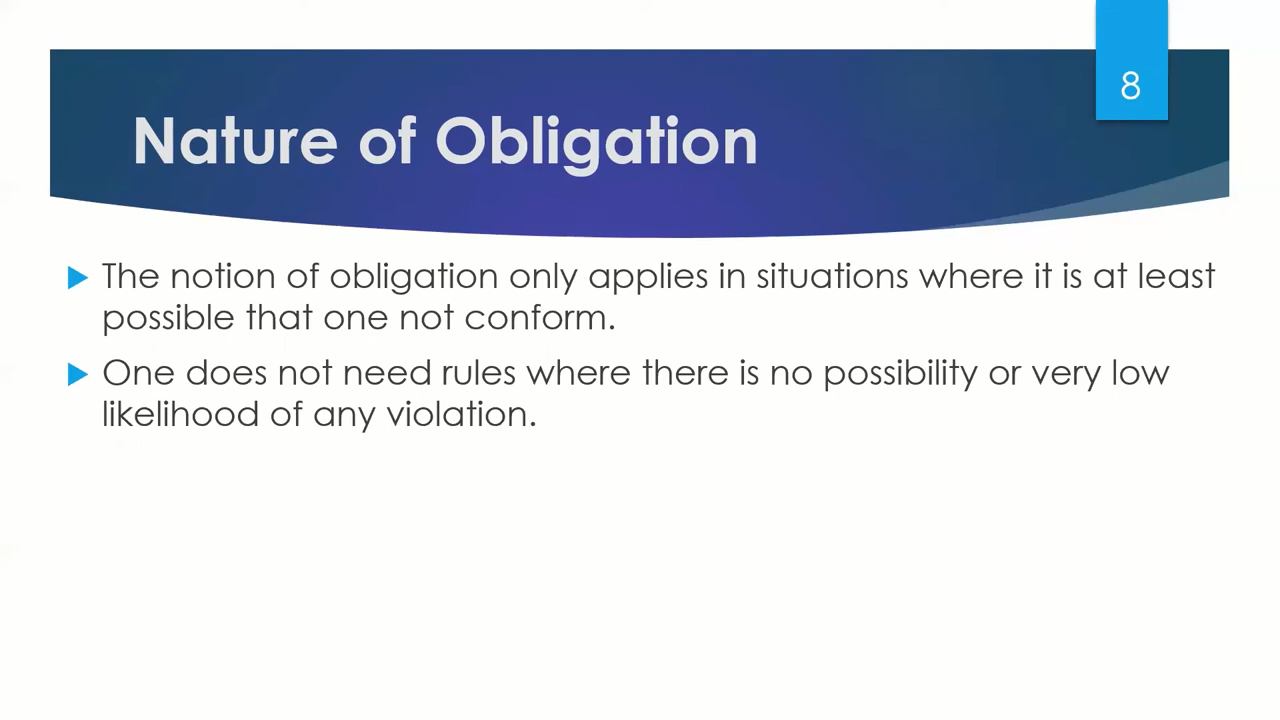 8
Nature of Obligation
The notion of obligation only applies in situations where it is at least
possible that one not conform.
One does not need rules where there is no possibility or very low
likelihood of any violation.